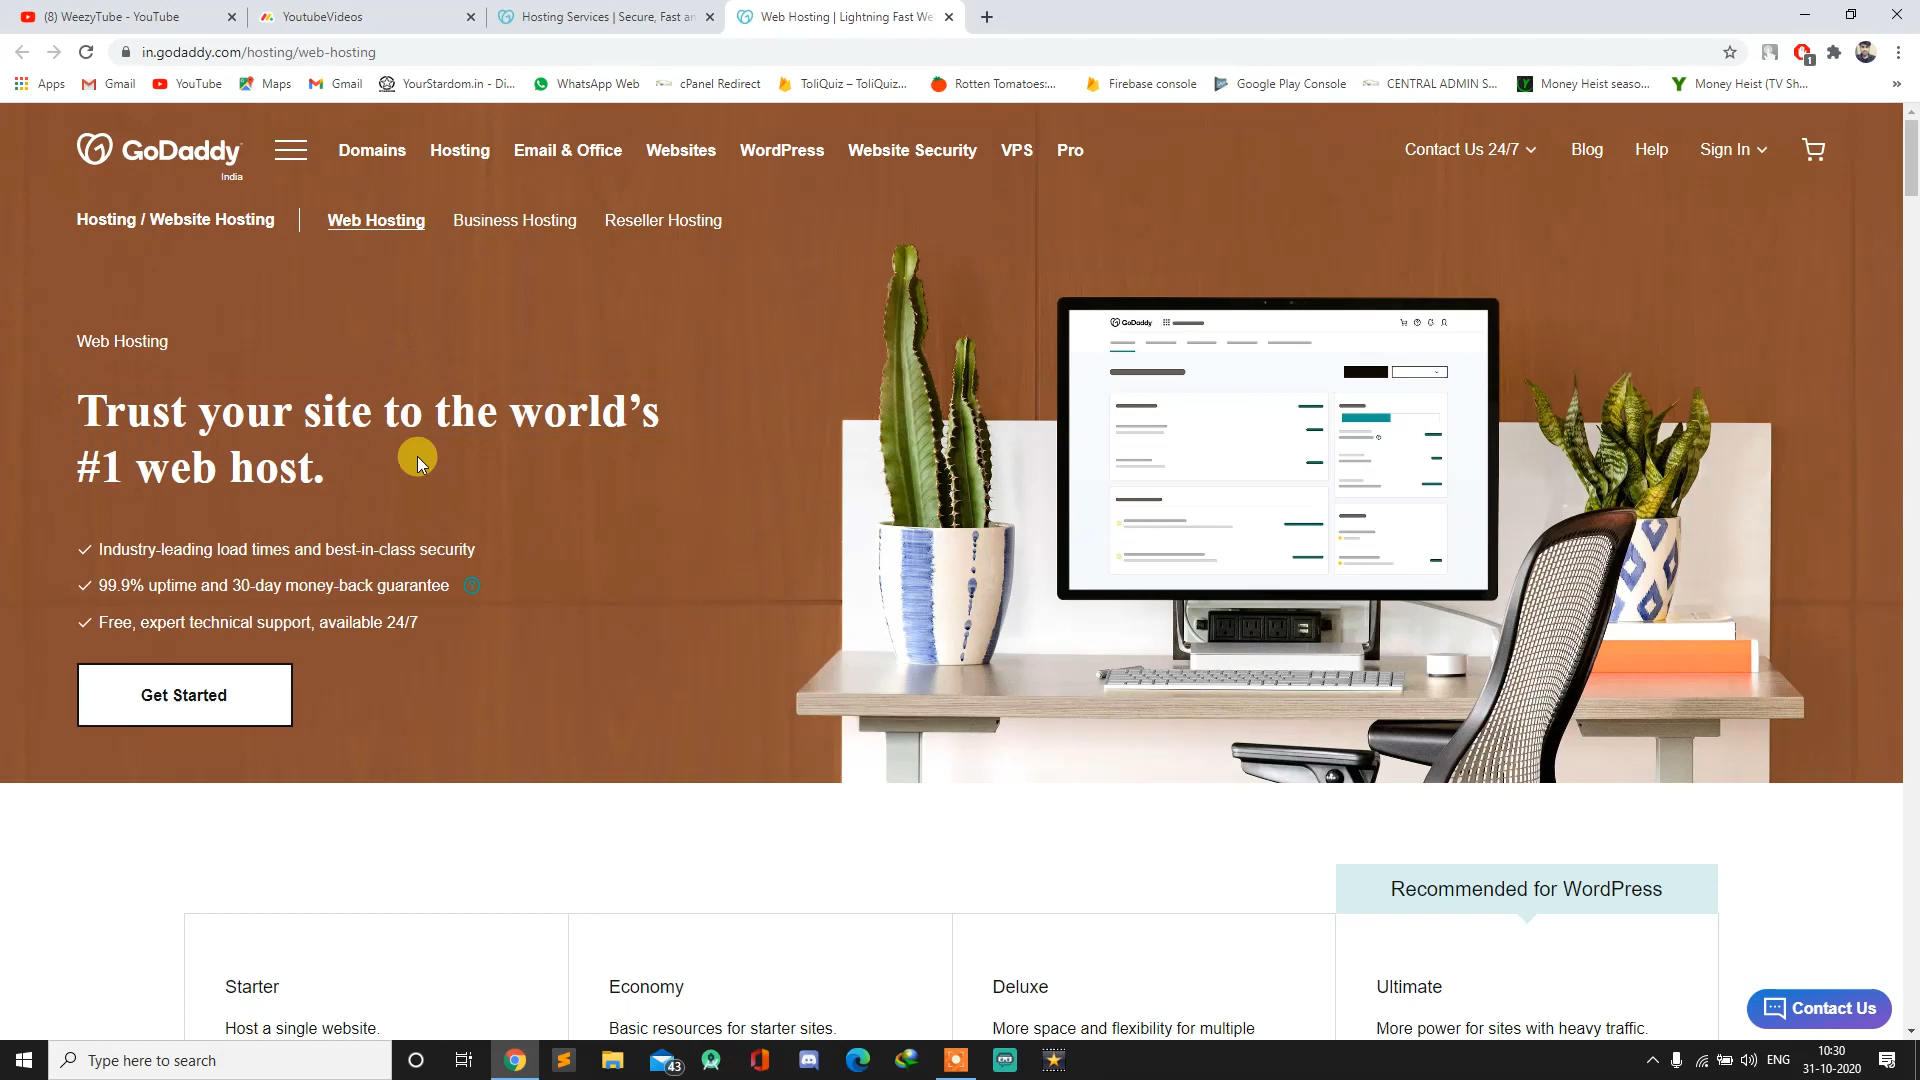 (8) WeezyTube - YouTube
YoutubeVideos
Hosting Services | Secure, Fast an
Web Hosting | Lightning Fast We
in.godaddy.com/hosting/web-hosting
1
Apps
Gmail
YouTube
Maps
Gmail
YourStardom.in - Di...
WhatsApp Web
cPanel Redirect
ToliQuiz – ToliQuiz...
Rotten Tomatoes:...
Firebase console
Google Play Console
CENTRAL ADMIN S...
Money Heist seaso...
Money Heist (TV Sh...
»
GoDaddy
India
Domains
Hosting
Email & Office
Websites
WordPress
Website Security
VPS
Pro
Contact Us 24/7
Blog
Help
Sign In
Hosting / Website Hosting
Web Hosting
Business Hosting
Reseller Hosting
Web Hosting
Trust your site to the world’s
#1 web host.
Industry-leading load times and best-in-class security
99.9% uptime and 30-day money-back guarantee ?
Free, expert technical support, available 24/7
Get Started
GoDaddy
Recommended for WordPress
Starter
Host a single website.
Economy
Basic resources for starter sites.
Deluxe
More space and flexibility for multiple
Ultimate
More power for sites with heavy traffic.
Contact Us
Type here to search
43
ENG
10:30
31-10-2020